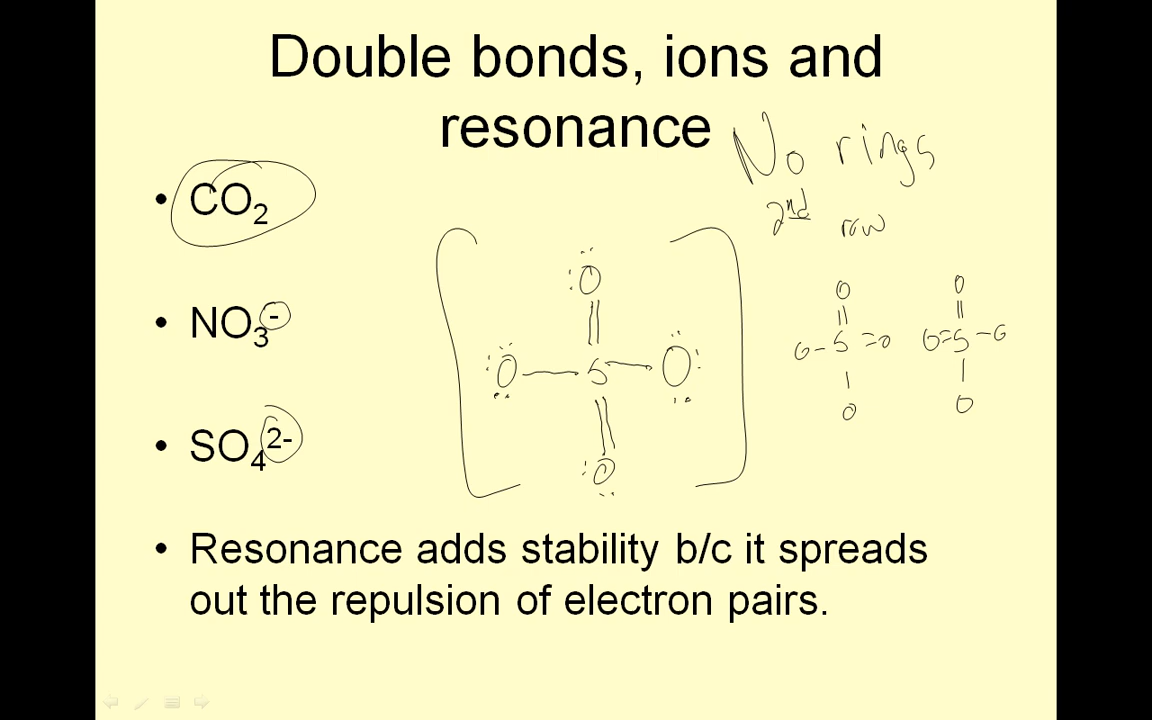 Double bonds, ions and
resonance
No rings
2nd row
• CO₂
• NO₃⁻
• SO₄²⁻
O
O
O
O S O
O S O
O = S - O
O
O
O
• Resonance adds stability b/c it spreads
out the repulsion of electron pairs.